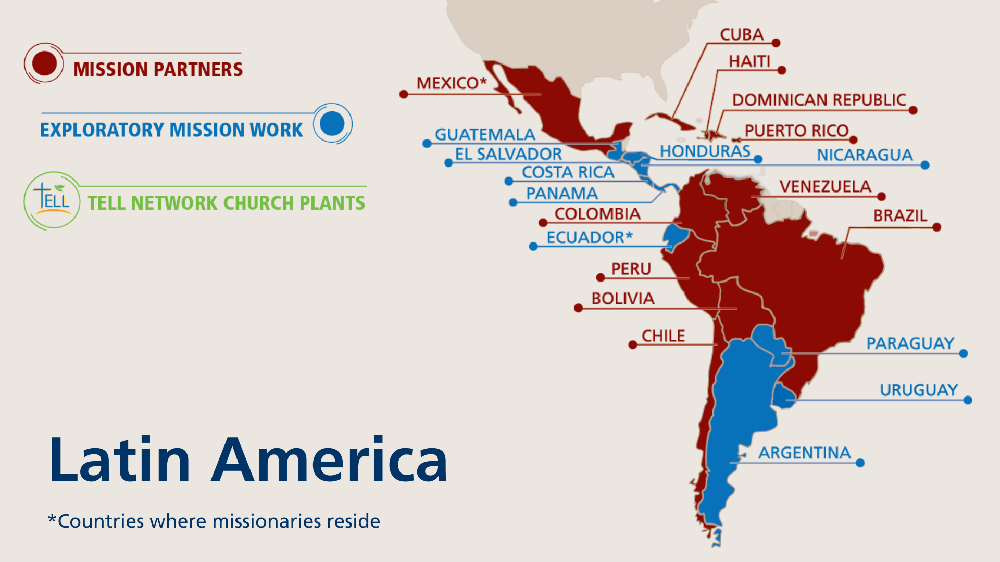 MISSION PARTNERS
EXPLORATORY MISSION WORK
TELL
TELL NETWORK CHURCH PLANTS
CUBA
HAITI
MEXICO*
DOMINICAN REPUBLIC
PUERTO RICO
GUATEMALA
HONDURAS
NICARAGUA
EL SALVADOR
COSTA RICA
PANAMA
VENEZUELA
COLOMBIA
BRAZIL
ECUADOR*
PERU
BOLIVIA
CHILE
PARAGUAY
URUGUAY
ARGENTINA
Latin America
*Countries where missionaries reside